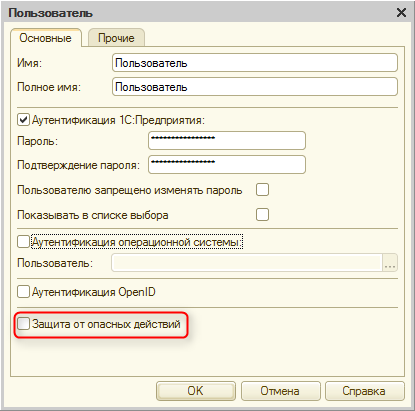 Пользователь
Основные Прочие
Имя: Пользователь
Полное имя: Пользователь
Аутентификация 1С:Предприятия:
Пароль: ***************
Подтверждение пароля: ***************
Пользователю запрещено изменять пароль
Показывать в списке выбора
Аутентификация операционной системы:
Пользователь: ...
Аутентификация OpenID
Защита от опасных действий
OK Отмена Справка